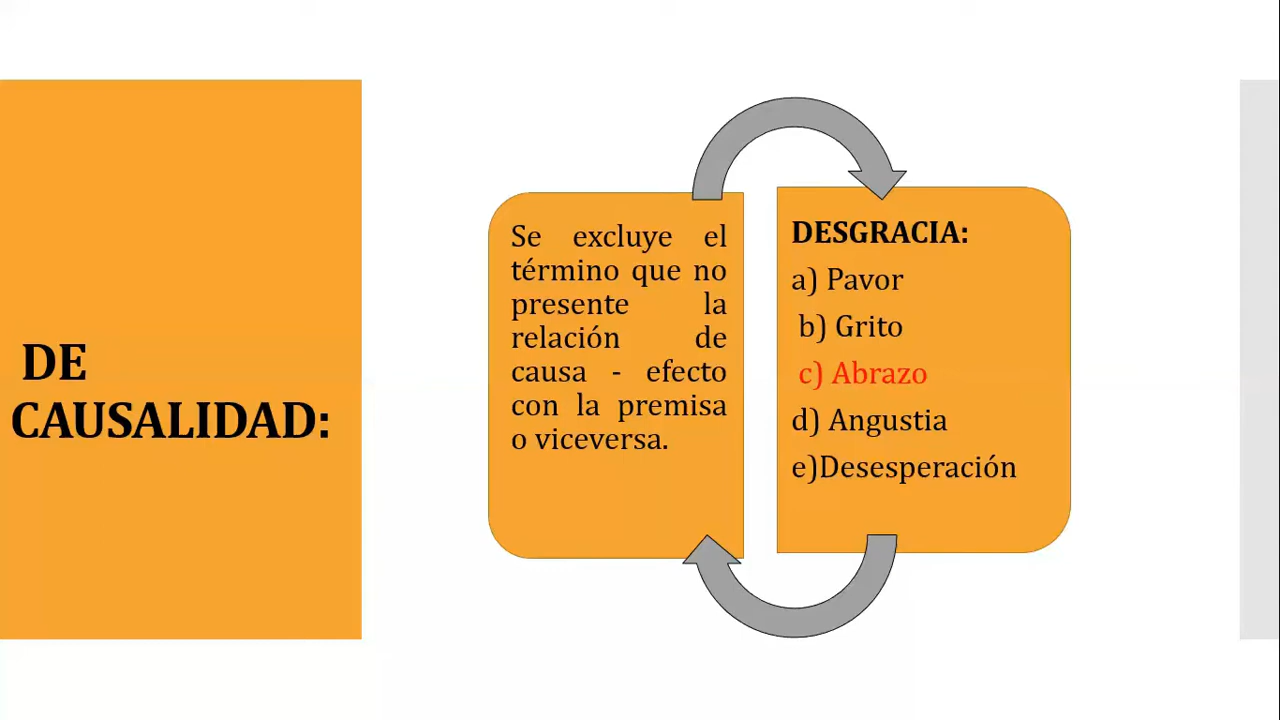 DE
CAUSALIDAD:
Se excluye el
término que no
presente la
relación de
causa - efecto
con la premisa
o viceversa.
DESGRACIA:
a) Pavor
b) Grito
c) Abrazo
d) Angustia
e)Desesperación